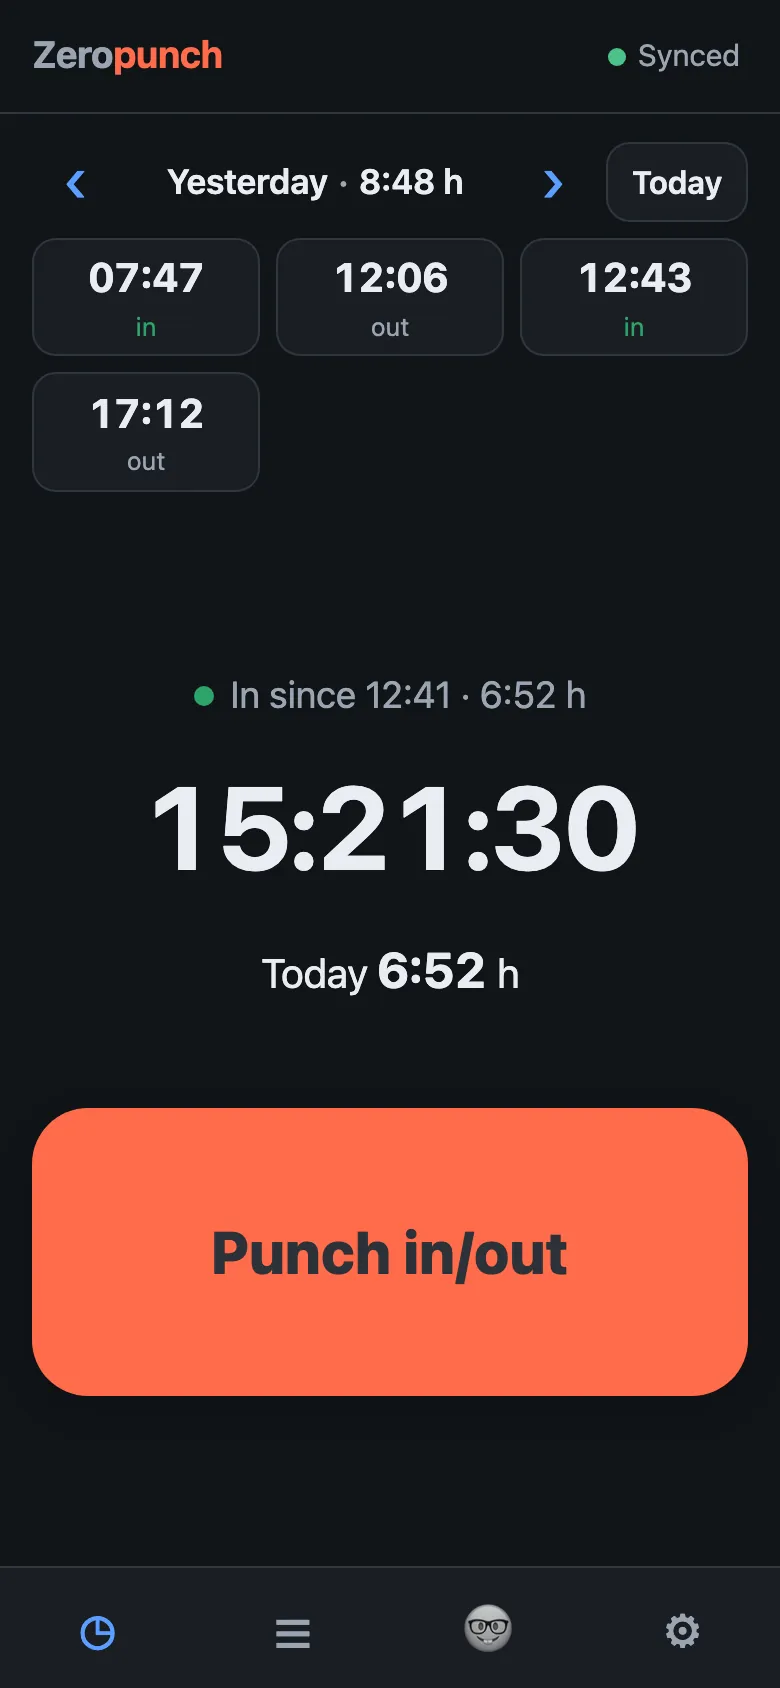 Zeropunch
Synced
Yesterday · 8:48 h
Today
07:47
in
12:06
out
12:43
in
17:12
out
In since 12:41 · 6:52 h
15:21:30
Today 6:52 h
Punch in/out